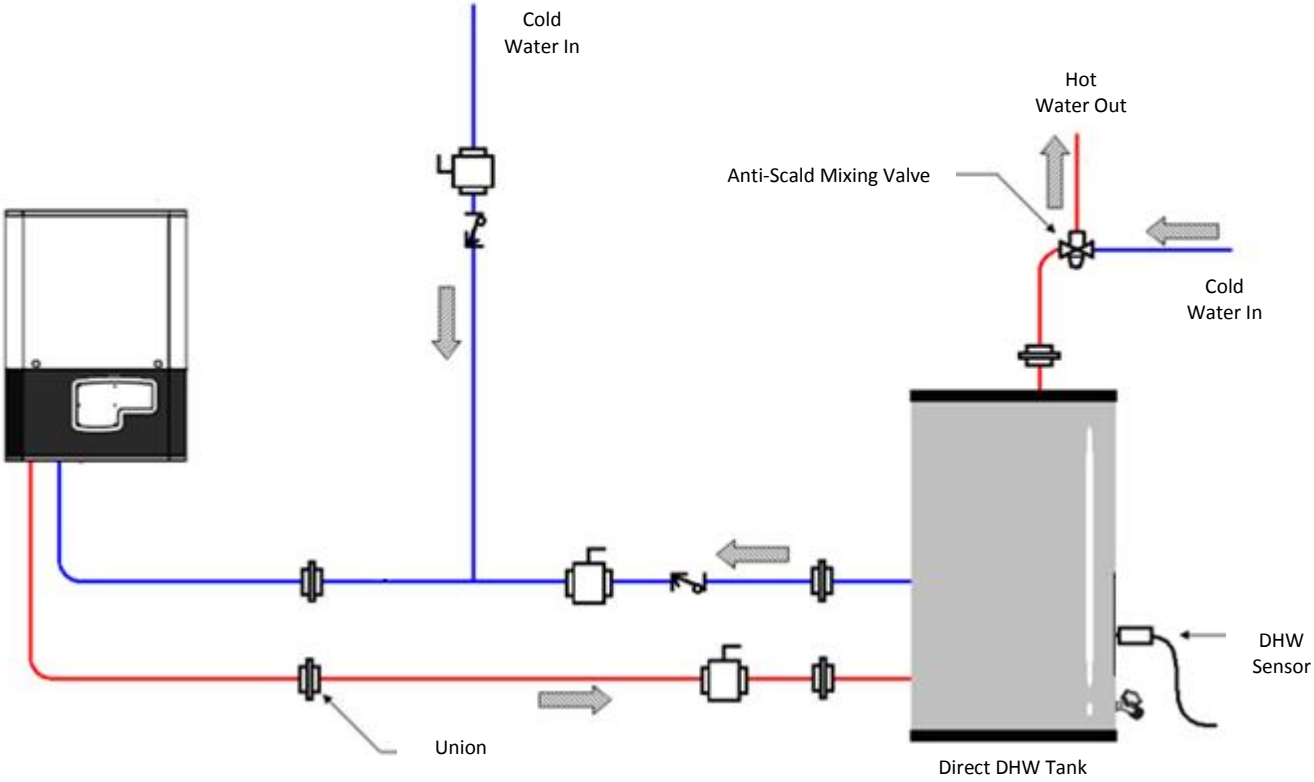 Cold
Water In
Hot
Water Out
Anti-Scald Mixing Valve
Cold
Water In
DHW
Sensor
Union
Direct DHW Tank